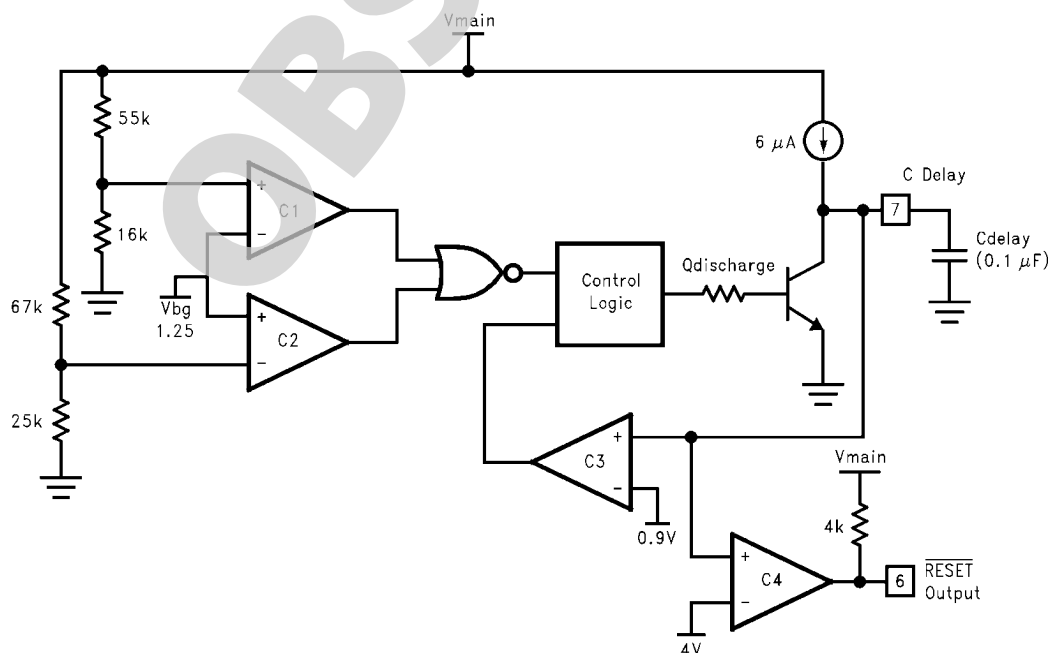 OBS
Vmain
55k
6 μA
C Delay
7
+
C1
-
16k
Cdelay
(0.1 μF)
Qdischarge
Control
Logic
Vbg
1.25
67k
+
C2
-
25k
Vmain
+
C3
-
0.9V
4k
+
C4
-
6
RESET
Output
4V